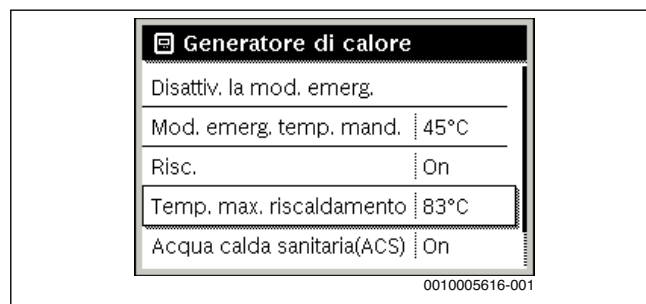 Generatore di calore
Disattiv. la mod. emerg.
Mod. emerg. temp. mand. 45°C
Risc. On
Temp. max. riscaldamento 83°C
Acqua calda sanitaria(ACS) On
0010005616-001